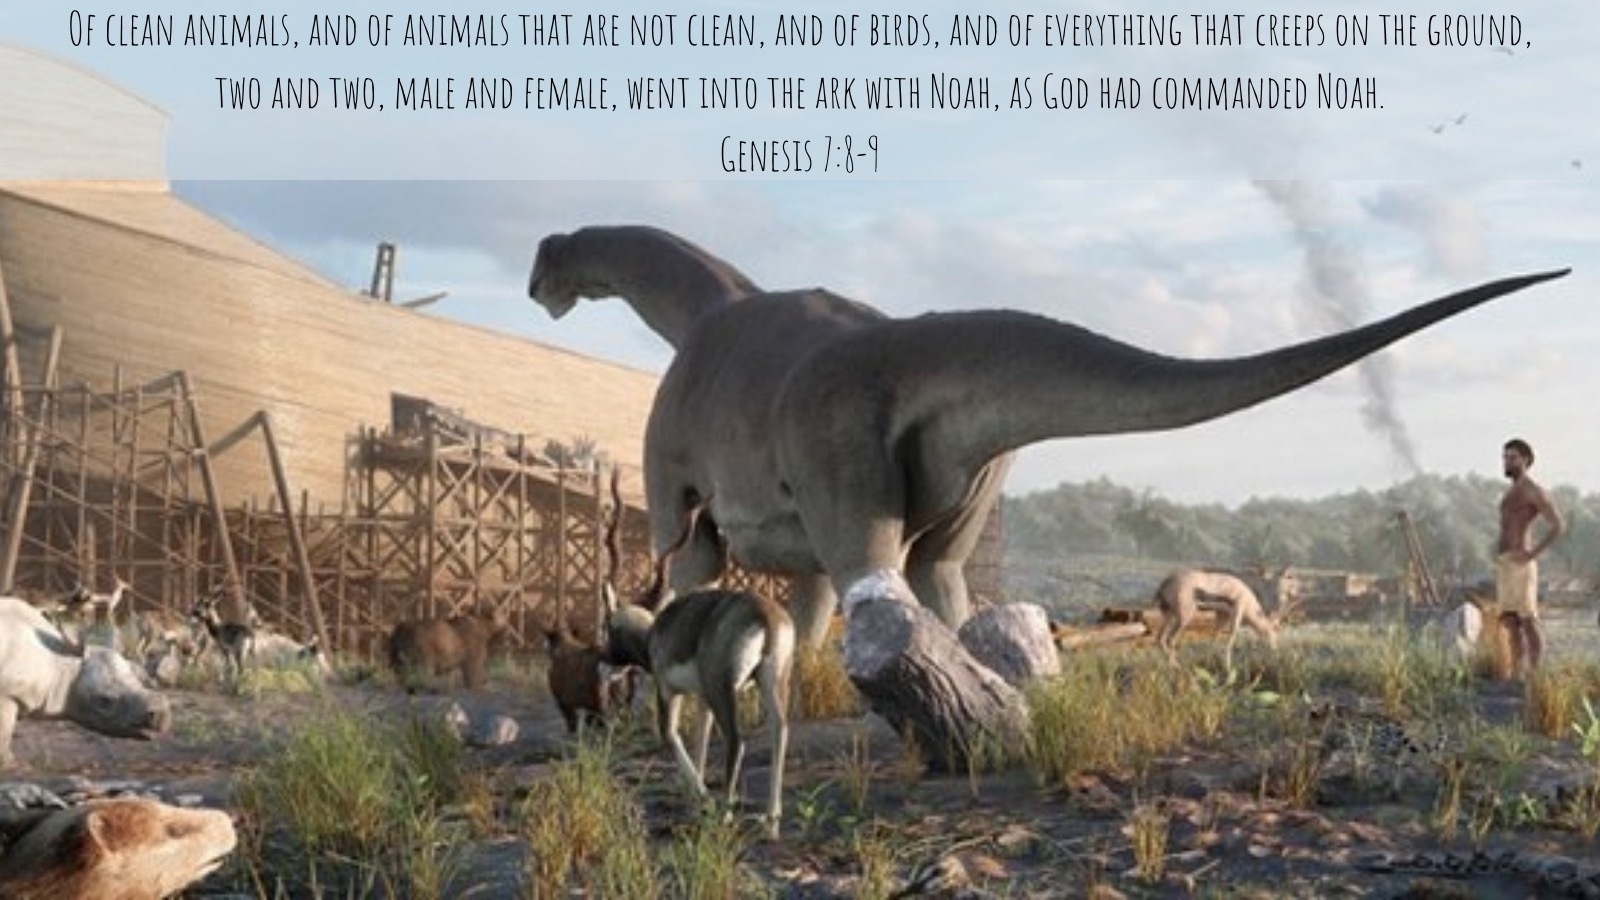 Of clean animals, and of animals that are not clean, and of birds, and of everything that creeps on the ground,
two and two, male and female, went into the ark with Noah, as God had commanded Noah.
Genesis 7:8-9